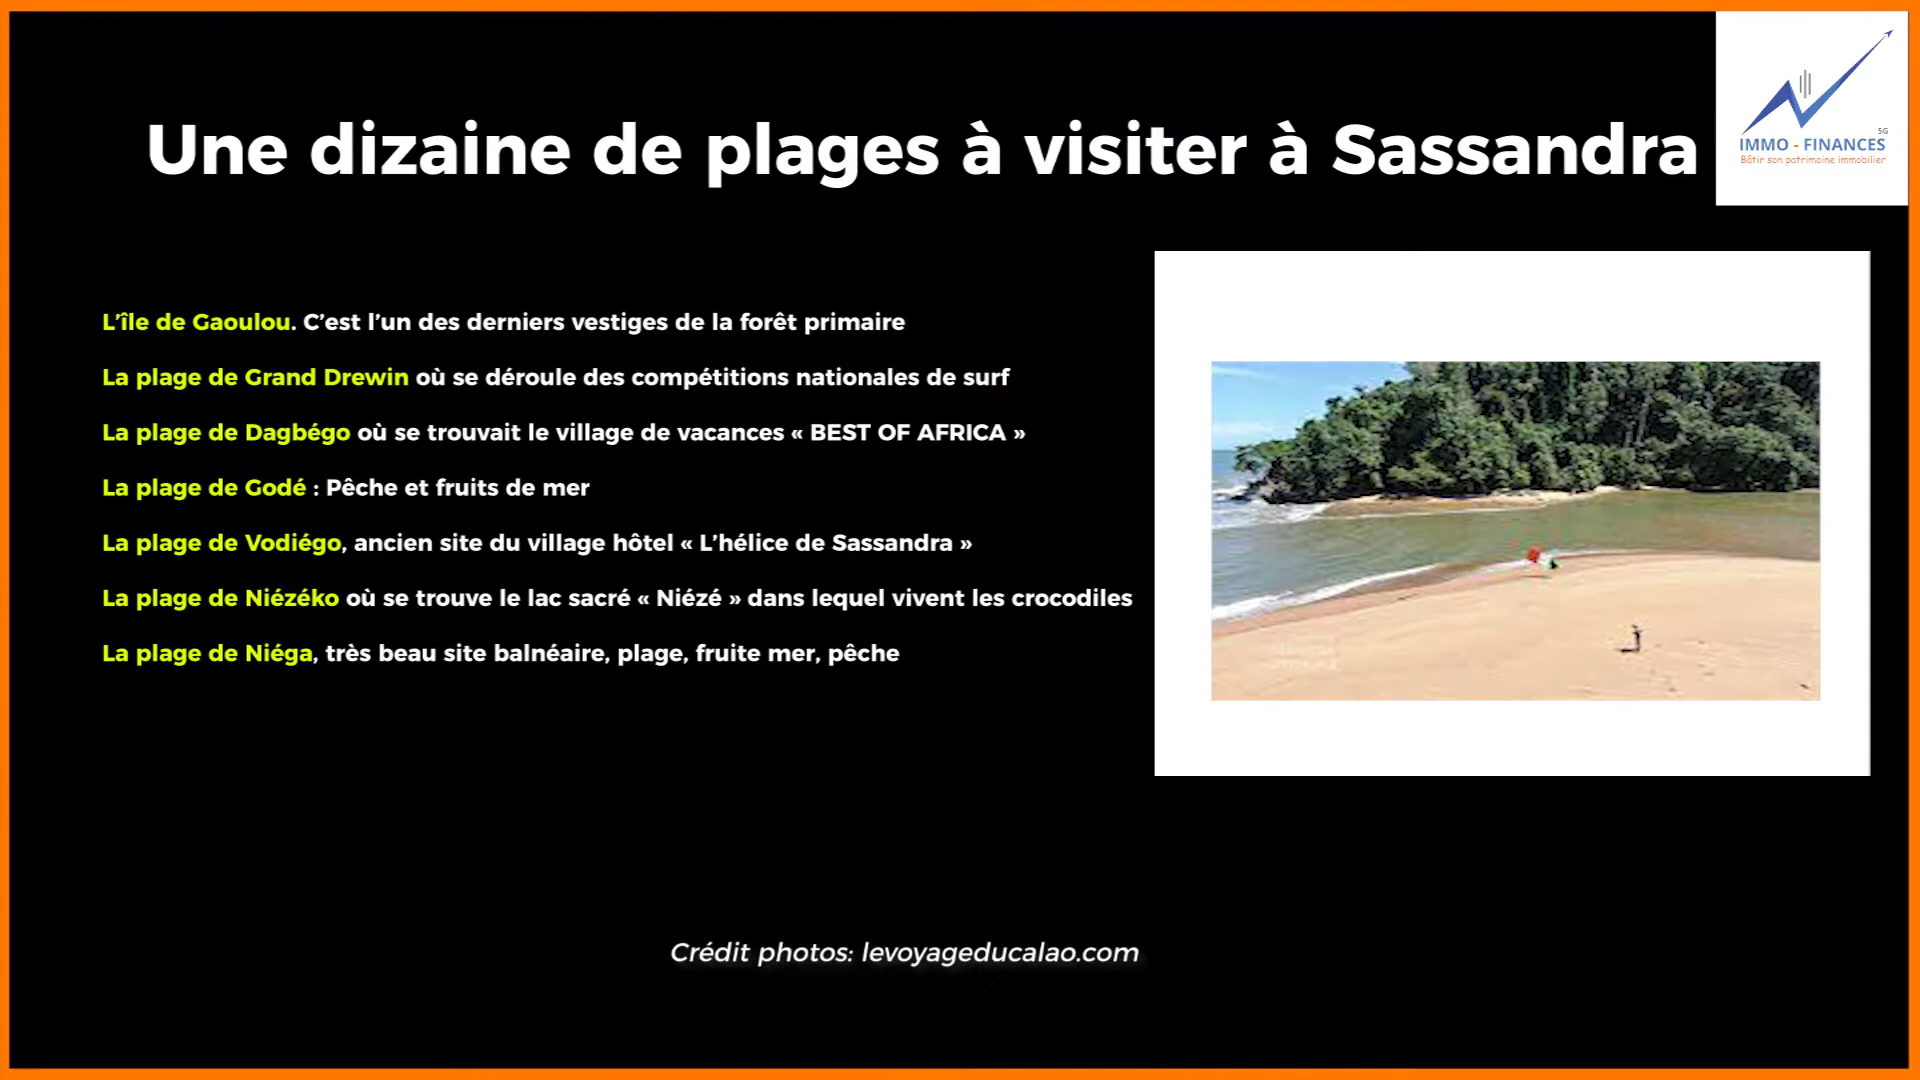 Une dizaine de plages à visiter à Sassandra
5G
IMMO - FINANCES
Bâtir son patrimoine immobilier
L’île de Gaoulou. C’est l’un des derniers vestiges de la forêt primaire
La plage de Grand Drewin où se déroule des compétitions nationales de surf
La plage de Dagbégo où se trouvait le village de vacances « BEST OF AFRICA »
La plage de Godé : Pêche et fruits de mer
La plage de Vodiégo, ancien site du village hôtel « L’hélice de Sassandra »
La plage de Niézéko où se trouve le lac sacré « Niézé » dans lequel vivent les crocodiles
La plage de Niéga, très beau site balnéaire, plage, fruite mer, pêche
Crédit photos: levoyageducalao.com